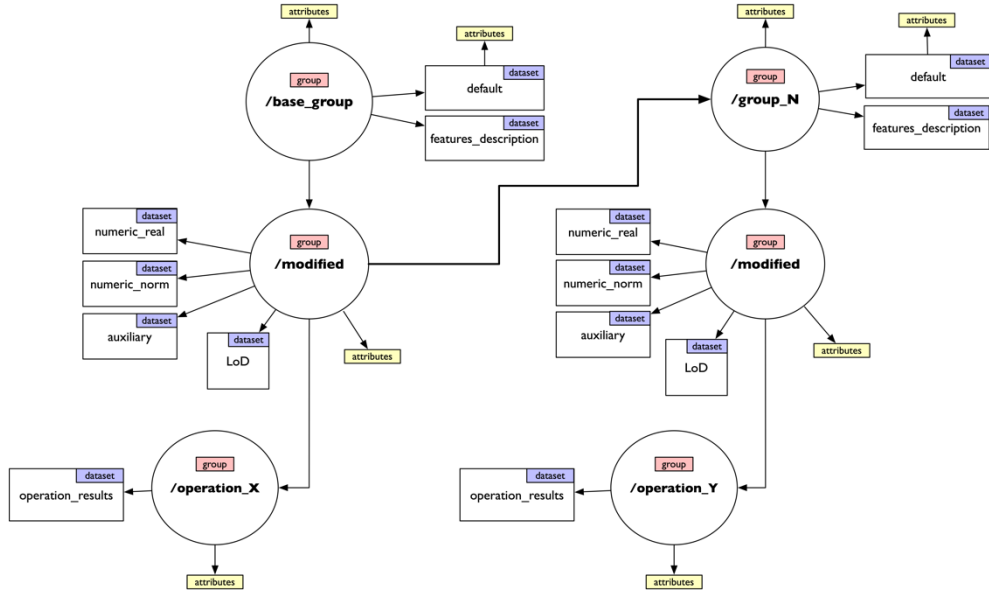 attributes
attributes
group
/base_group
dataset
default
dataset
features_description
dataset
numeric_real
group
/modified
dataset
numeric_norm
dataset
auxiliary
dataset
LoD
attributes
group
/operation_X
dataset
operation_results
attributes
attributes
attributes
group
/group_N
dataset
default
dataset
features_description
dataset
numeric_real
group
/modified
dataset
numeric_norm
dataset
auxiliary
dataset
LoD
attributes
group
/operation_Y
dataset
operation_results
attributes